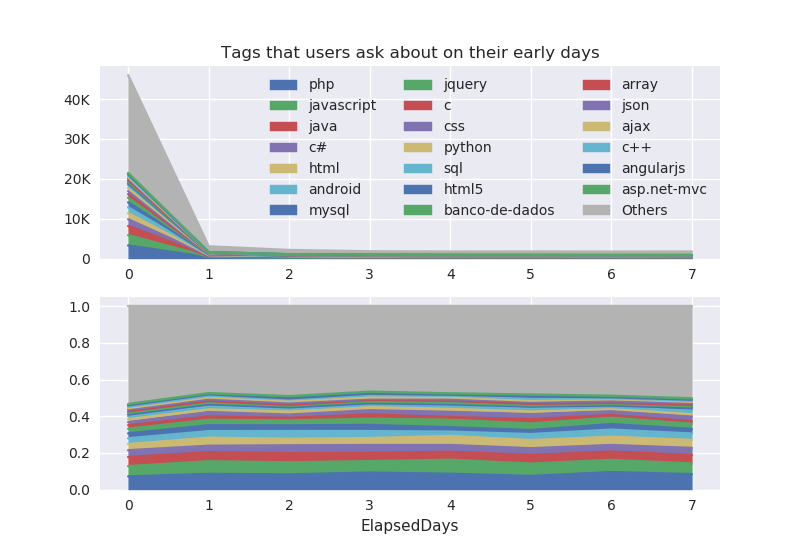 Tags that users ask about on their early days
40K
30K
20K
10K
0
php jquery array
javascript c json
java css ajax
c# python c++
html sql angularjs
android html5 asp.net-mvc
mysql banco-de-dados Others
0 1 2 3 4 5 6 7
1.0
0.8
0.6
0.4
0.2
0.0
0 1 2 3 4 5 6 7
ElapsedDays